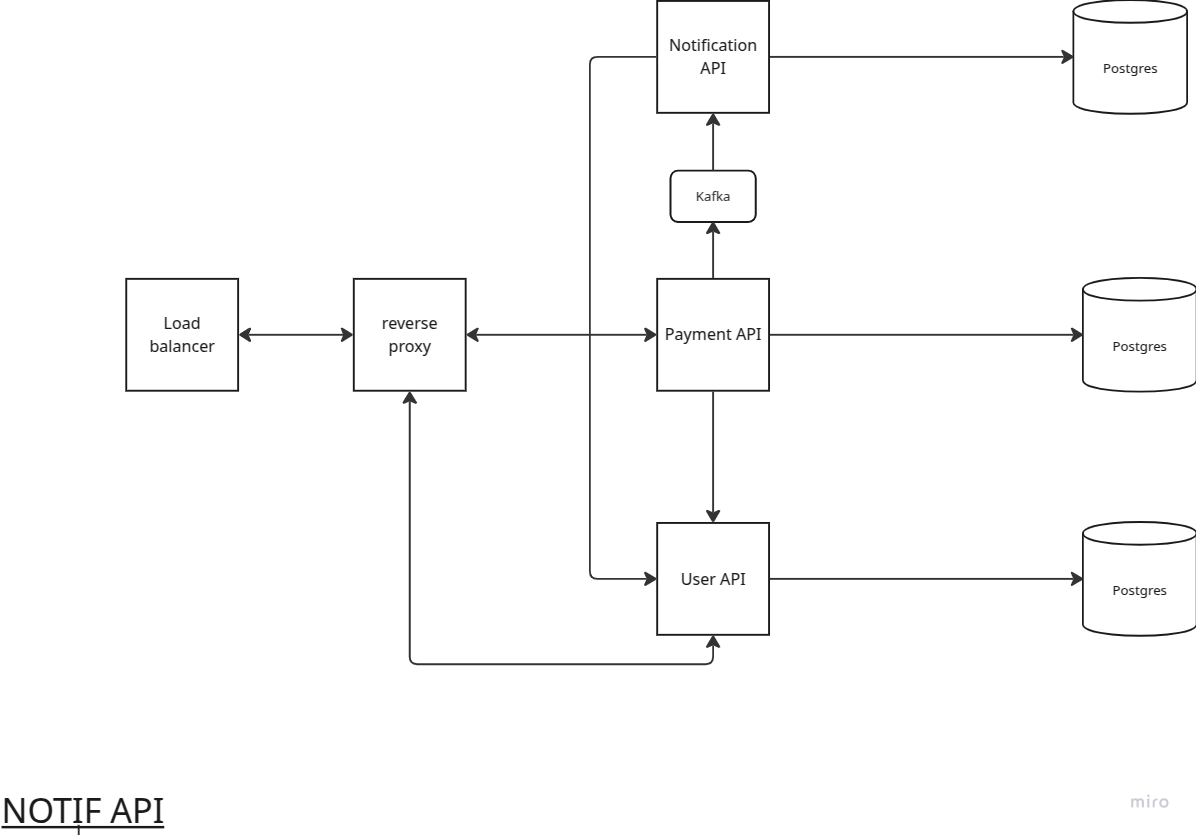 Notification
API
Postgres
Kafka
Load
balancer
reverse
proxy
Payment API
Postgres
User API
Postgres
NOTIF API
miro